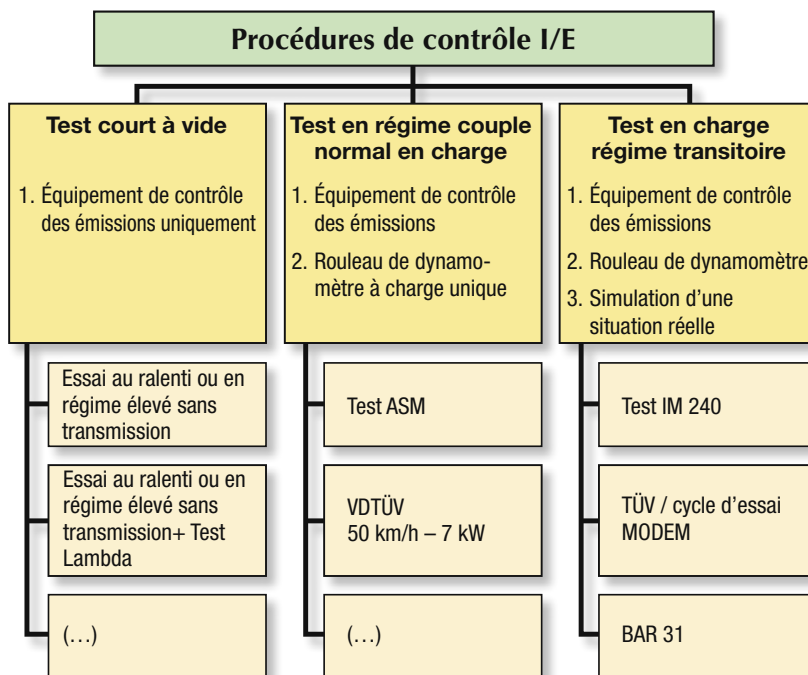 Procédures de contrôle I/E
Test court à vide
1. Équipement de contrôle
des émissions uniquement
Essai au ralenti ou en
régime élevé sans
transmission
Essai au ralenti ou en
régime élevé sans
transmission+ Test
Lambda
(…)
Test en régime couple
normal en charge
1. Équipement de contrôle
des émissions
2. Rouleau de dynamo-
mètre à charge unique
Test ASM
VDTÜV
50 km/h – 7 kW
(…)
Test en charge
régime transitoire
1. Équipement de contrôle
des émissions
2. Rouleau de dynamomètre
3. Simulation d’une
situation réelle
Test IM 240
TÜV / cycle d’essai
MODEM
BAR 31